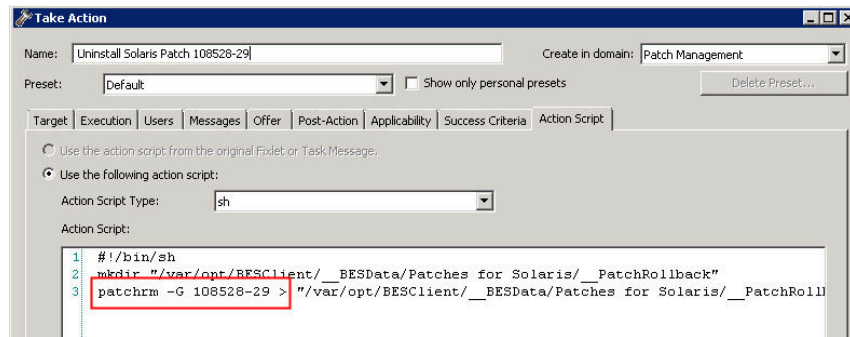 Take Action
Name: Uninstall Solaris Patch 108528-29 Create in domain: Patch Management
Preset: Default Show only personal presets Delete Preset...
Target Execution Users Messages Offer Post-Action Applicability Success Criteria Action Script
Use the action script from the original Fixlet or Task Message.
Use the following action script:
Action Script Type: sh
Action Script:
1 #!/bin/sh
2 mkdir "/var/opt/BESClient/__BESData/Patches for Solaris/__PatchRollback"
3 patchrm -G 108528-29 > "/var/opt/BESClient/__BESData/Patches for Solaris/__PatchRoll